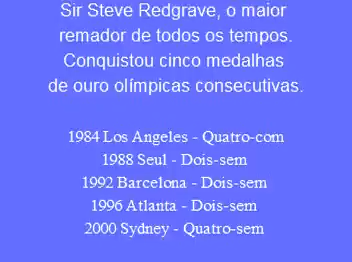 Sir Steve Redgrave, o maior
remador de todos os tempos.
Conquistou cinco medalhas
de ouro olímpicas consecutivas.
1984 Los Angeles - Quatro-com
1988 Seul - Dois-sem
1992 Barcelona - Dois-sem
1996 Atlanta - Dois-sem
2000 Sydney - Quatro-sem